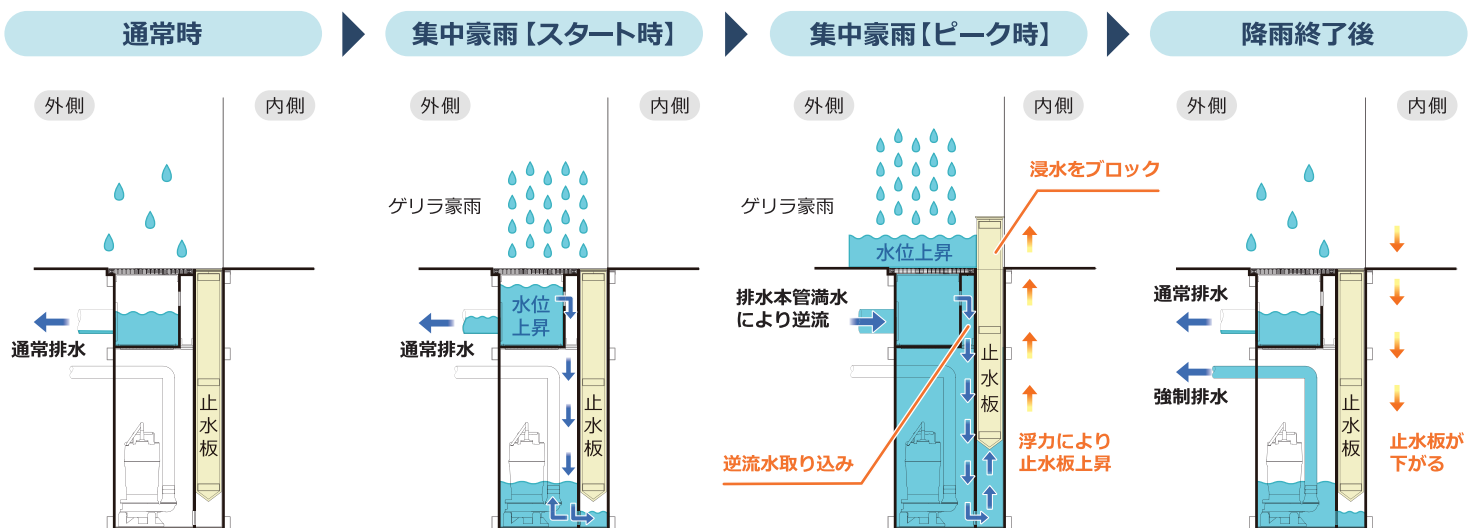 通常時
外側
内側
通常排水
止水板
集中豪雨【スタート時】
外側
内側
ゲリラ豪雨
水位
上昇
通常排水
止水板
集中豪雨【ピーク時】
外側
内側
浸水をブロック
ゲリラ豪雨
水位上昇
排水本管満水
により逆流
止水板
逆流水取り込み
浮力により
止水板上昇
降雨終了後
外側
内側
通常排水
強制排水
止水板
止水板が
下がる